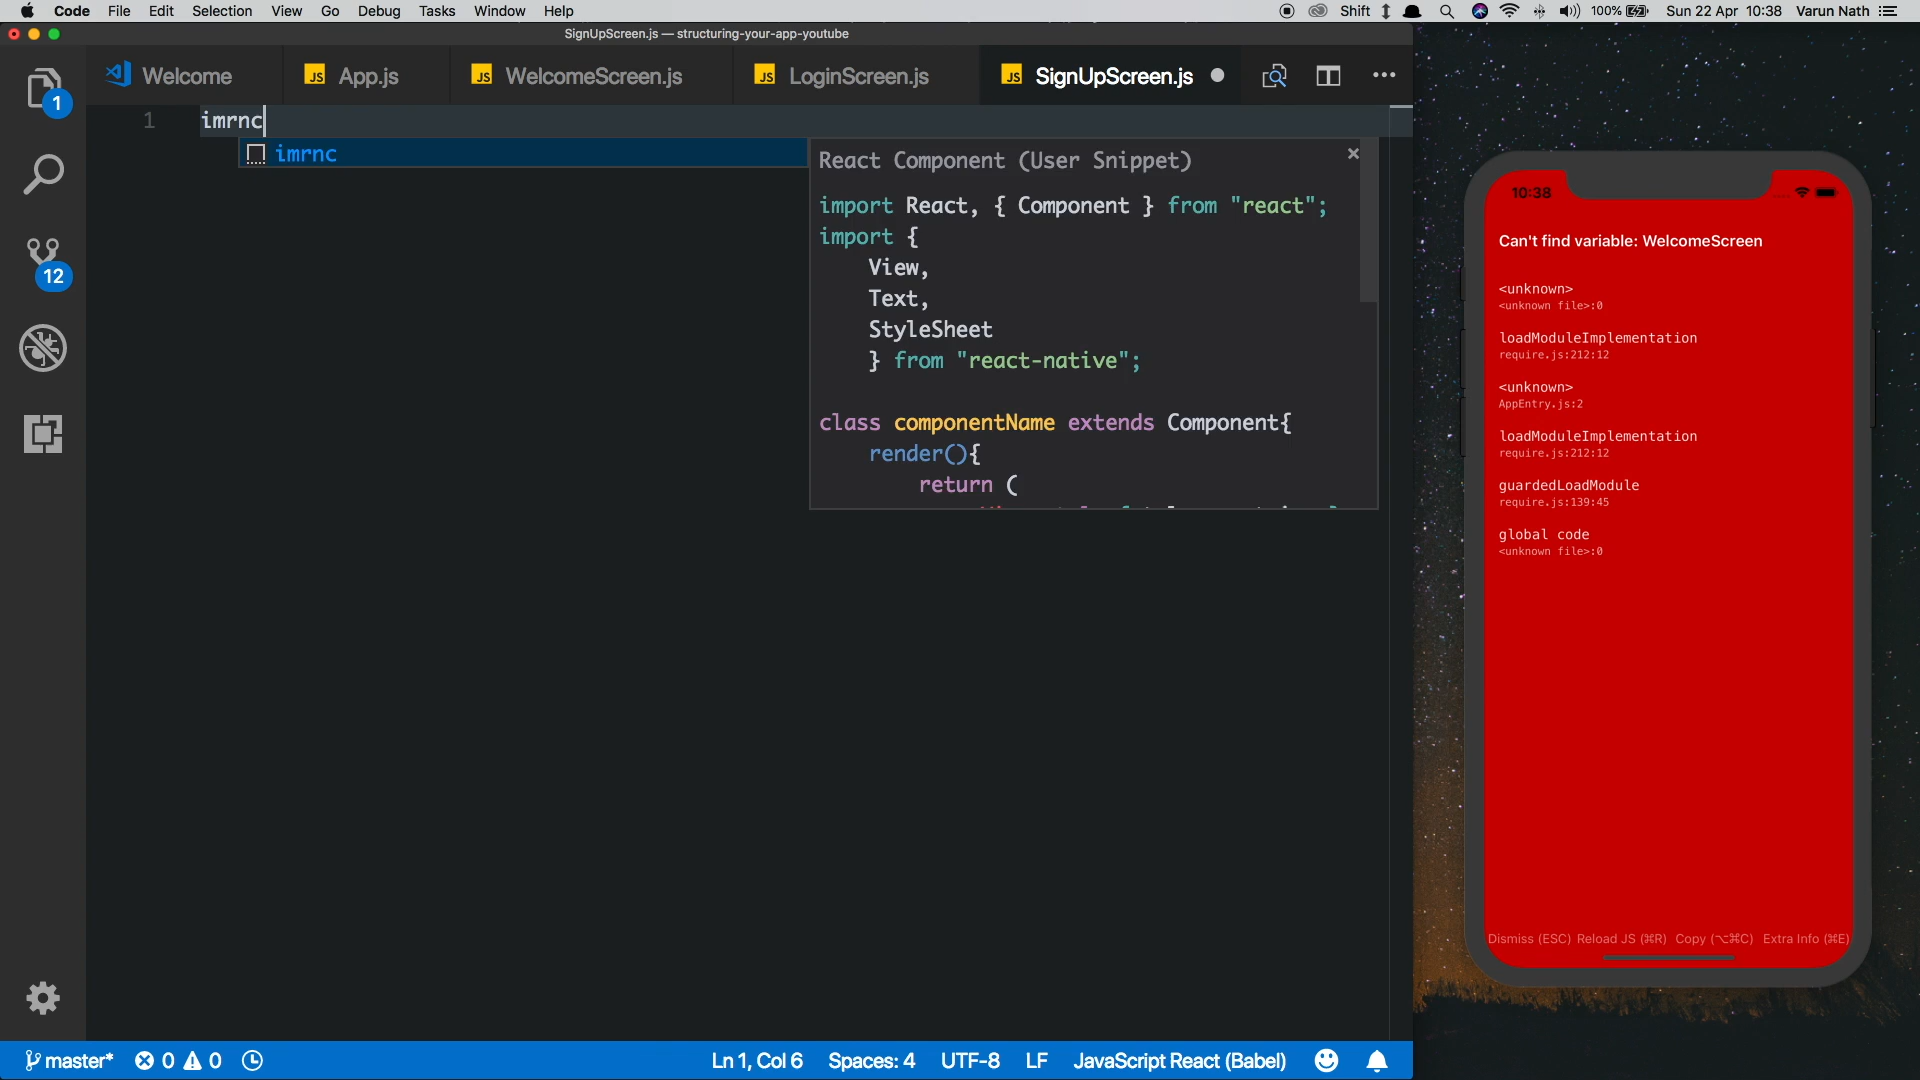 Code File Edit Selection View Go Debug Tasks Window Help Shift 100% Sun 22 Apr 10:38 Varun Nath
SignUpScreen.js — structuring-your-app-youtube
Welcome JS App.js JS WelcomeScreen.js JS LoginScreen.js JS SignUpScreen.js
1
12
1 imrnc
imrnc
React Component (User Snippet)
import React, { Component } from "react";
import {
View,
Text,
StyleSheet
} from "react-native";
class componentName extends Component{
render(){
return (
10:38
Can't find variable: WelcomeScreen
<unknown>
<unknown file>:0
loadModuleImplementation
require.js:212:12
<unknown>
AppEntry.js:2
loadModuleImplementation
require.js:212:12
guardedLoadModule
require.js:139:45
global code
<unknown file>:0
Dismiss (ESC) Reload JS (⌘R) Copy (⌥⌘C) Extra Info (⌘E)
master* 0 0 Ln 1, Col 6 Spaces: 4 UTF-8 LF JavaScript React (Babel)